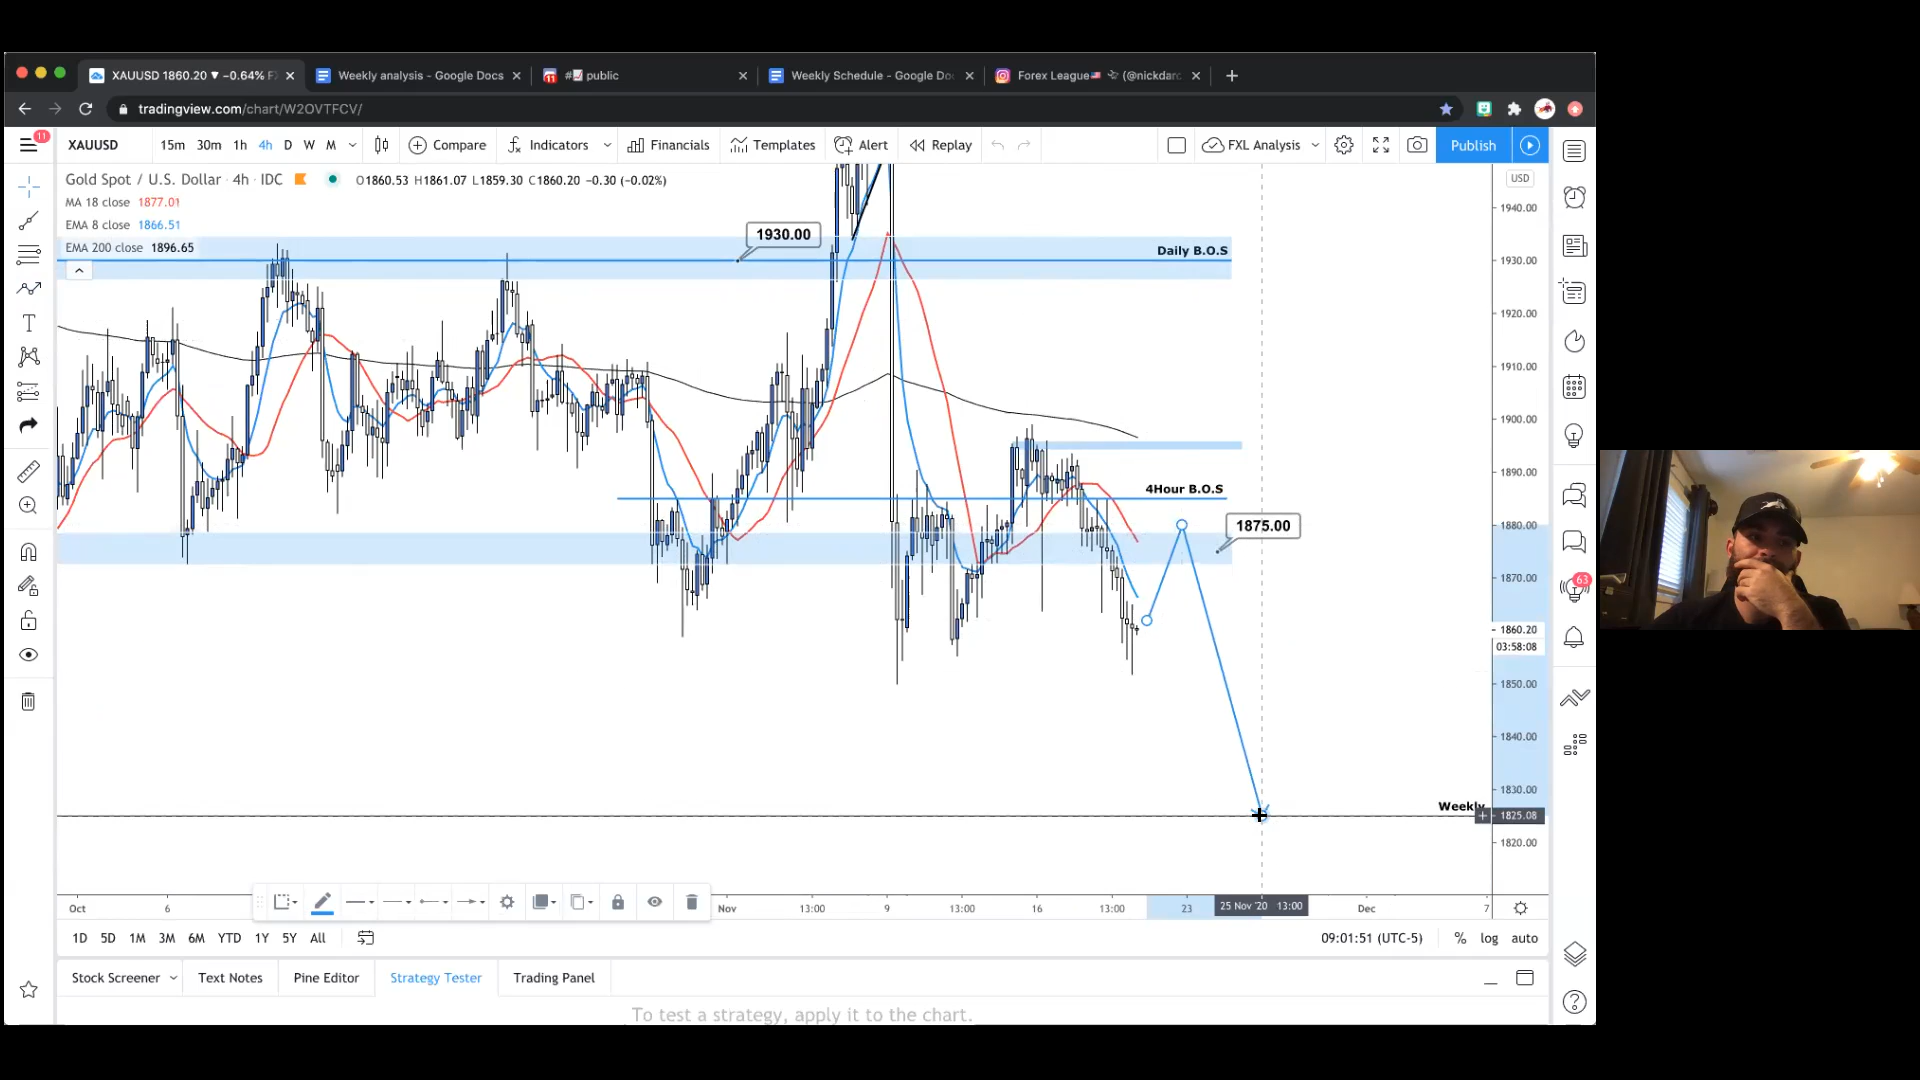 XAUUSD 1860.20 ▼ −0.64% F
Weekly analysis - Google Docs
#📈 public
Weekly Schedule - Google Doc
Forex League🇺🇸 (@nickdarc
tradingview.com/chart/W2OVTFCV/
11
XAUUSD
15m 30m 1h 4h D W M
Compare
Indicators
Financials
Templates
Alert
Replay
FXL Analysis
Publish
Gold Spot / U.S. Dollar · 4h · IDC
O1860.53 H1861.07 L1859.30 C1860.20 −0.30 (−0.02%)
MA 18 close 1877.01
EMA 8 close 1866.51
EMA 200 close 1896.65
USD
1930.00
Daily B.O.S
4Hour B.O.S
1875.00
Weekly
1940.00
1930.00
1920.00
1910.00
1900.00
1890.00
1880.00
1870.00
1860.20
03:58:08
1850.00
1840.00
1830.00
1825.08
1820.00
63
Oct 6 Nov 13:00 9 13:00 16 13:00 23 25 Nov '20 13:00 Dec 7
1D 5D 1M 3M 6M YTD 1Y 5Y All
09:01:51 (UTC-5) % log auto
Stock Screener Text Notes Pine Editor Strategy Tester Trading Panel
To test a strategy, apply it to the chart.